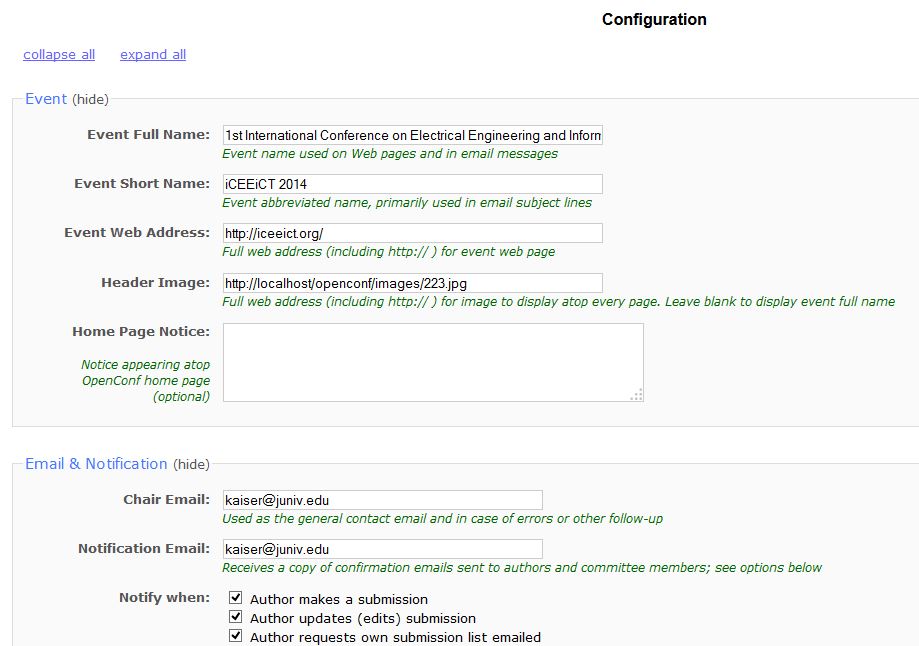 Configuration
collapse all expand all
Event (hide)
Event Full Name: 1st International Conference on Electrical Engineering and Inform
Event name used on Web pages and in email messages
Event Short Name: iCEEiCT 2014
Event abbreviated name, primarily used in email subject lines
Event Web Address: http://iceeict.org/
Full web address (including http:// ) for event web page
Header Image: http://localhost/openconf/images/223.jpg
Full web address (including http:// ) for image to display atop every page. Leave blank to display event full name
Home Page Notice:
Notice appearing atop
OpenConf home page
(optional)
Email & Notification (hide)
Chair Email: kaiser@juniv.edu
Used as the general contact email and in case of errors or other follow-up
Notification Email: kaiser@juniv.edu
Receives a copy of confirmation emails sent to authors and committee members; see options below
Notify when: Author makes a submission
Author updates (edits) submission
Author requests own submission list emailed